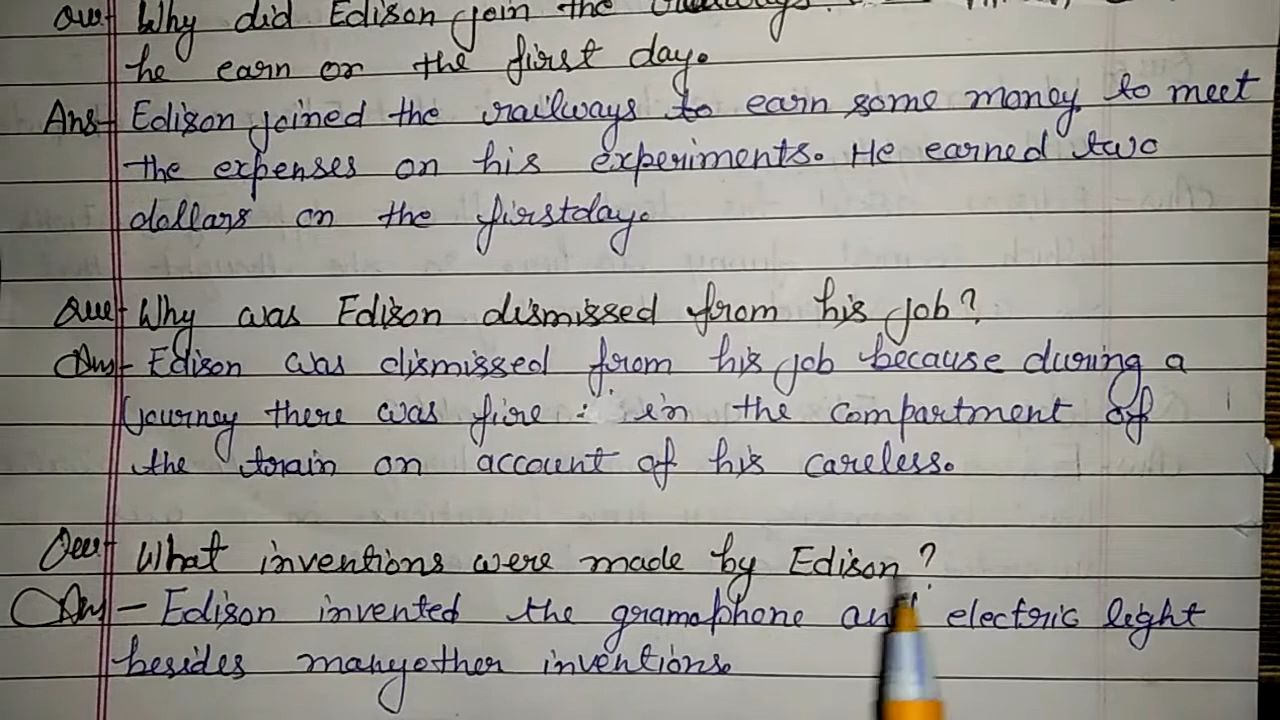 Que- Why did Edison join the railways.
he earn on the first day.
Ans- Edison joined the railways to earn some money to meet
the expenses on his experiments. He earned two
dollars on the firstday.
Que- Why was Edison dismissed from his job?
Ans- Edison was dismissed from his job because during a
journey there was fire in the compartment of
the train on account of his careless.
Que- What inventions were made by Edison?
Ans- Edison invented the gramophone and electric light
besides manyother inventions.